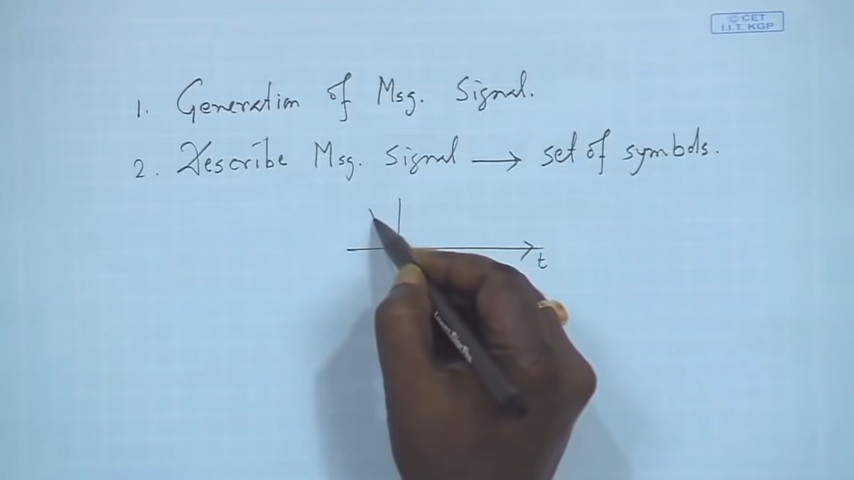 © CET
I.I.T. KGP
1. Generation of Msg. Signal.
2. Describe Msg. Signal → set of symbols.
t